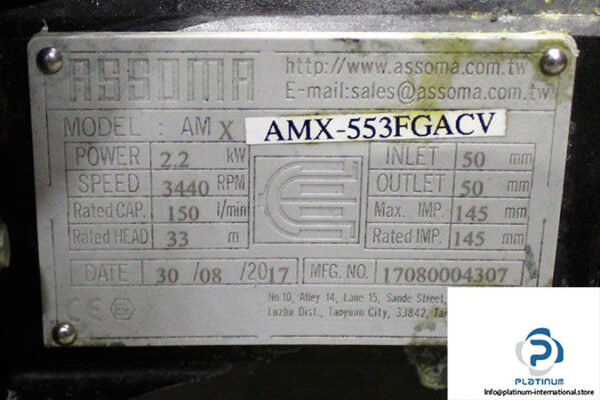 ASSOMA
http://www.assoma.com.tw
E-mail:sales@assoma.com.tw
MODEL : AM X AMX-553FGACV
POWER 2.2 kW INLET 50 mm
SPEED 3440 RPM OUTLET 50 mm
Rated CAP. 150 l/min Max. IMP. 145 mm
Rated HEAD 33 m Rated IMP. 145 mm
DATE 30 /08 /2017 MFG. NO. 17080004307
CE Ex
No.10, Alley 14, Lane 15, Sande Street,
Luzhu Dist., Taoyuan City, 33842,
PLATINUM
Info@platinum-international.store